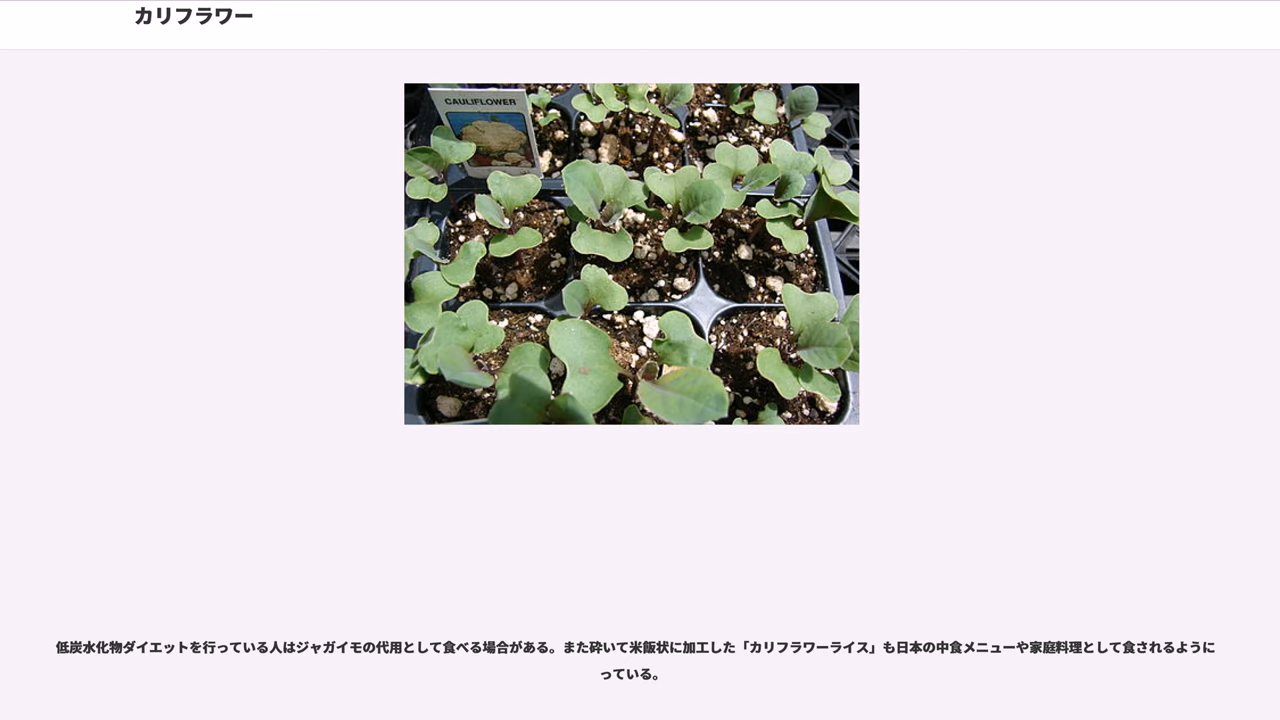 カリフラワー
CAULIFLOWER
低炭水化物ダイエットを行っている人はジャガイモの代用として食べる場合がある。また砕いて米飯状に加工した「カリフラワーライス」も日本の中食メニューや家庭料理として食されるように
っている。